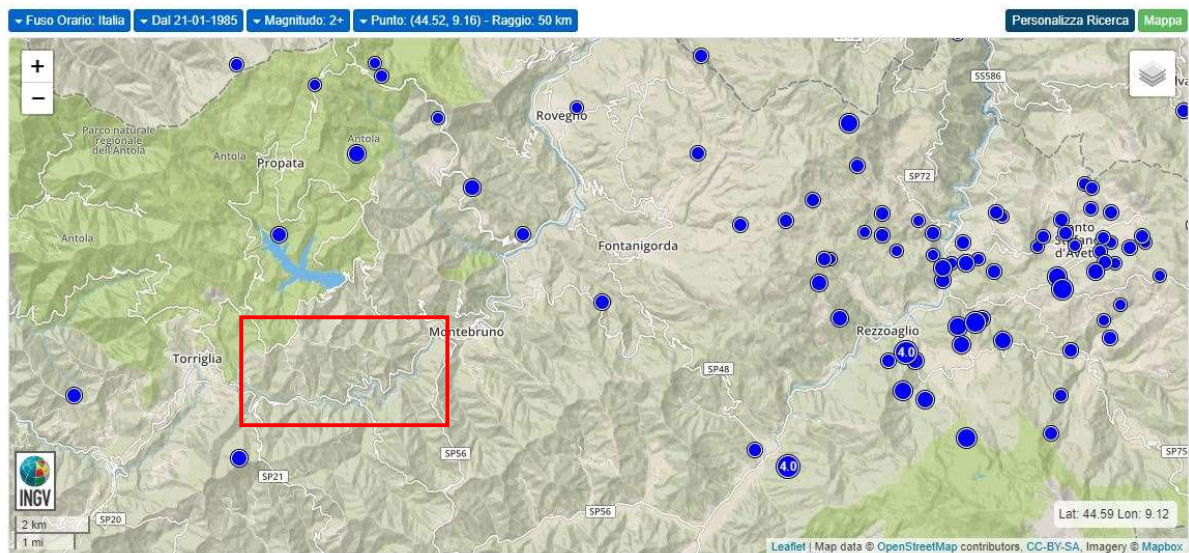 Fuso Orario: Italia Dal 21-01-1985 Magnitudo: 2+ Punto: (44.52, 9.16) - Raggio: 50 km Personalizza Ricerca Mappa
+
−
SS586
Rovegno
Parco naturale
regionale
dell'Antola
Antola
Antola
Propata
SP72
Antola
Fontanigorda
Santo
Stefano
d'Aveto
Montebruno
Rezzoaglio
Torriglia
4.0
SP48
SP56
SP75
4.0
SP21
INGV
SP56
SP20
2 km
1 mi
Lat: 44.59 Lon: 9.12
Leaflet | Map data © OpenStreetMap contributors, CC-BY-SA, Imagery © Mapbox